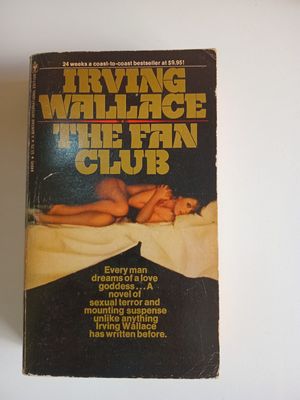 24 weeks a coast-to-coast bestseller at $9.95!
IRVING
WALLACE
THE FAN
CLUB
Every man
dreams of a love
goddess...A
novel of
sexual terror and
mounting suspense
unlike anything
Irving Wallace
has written before.